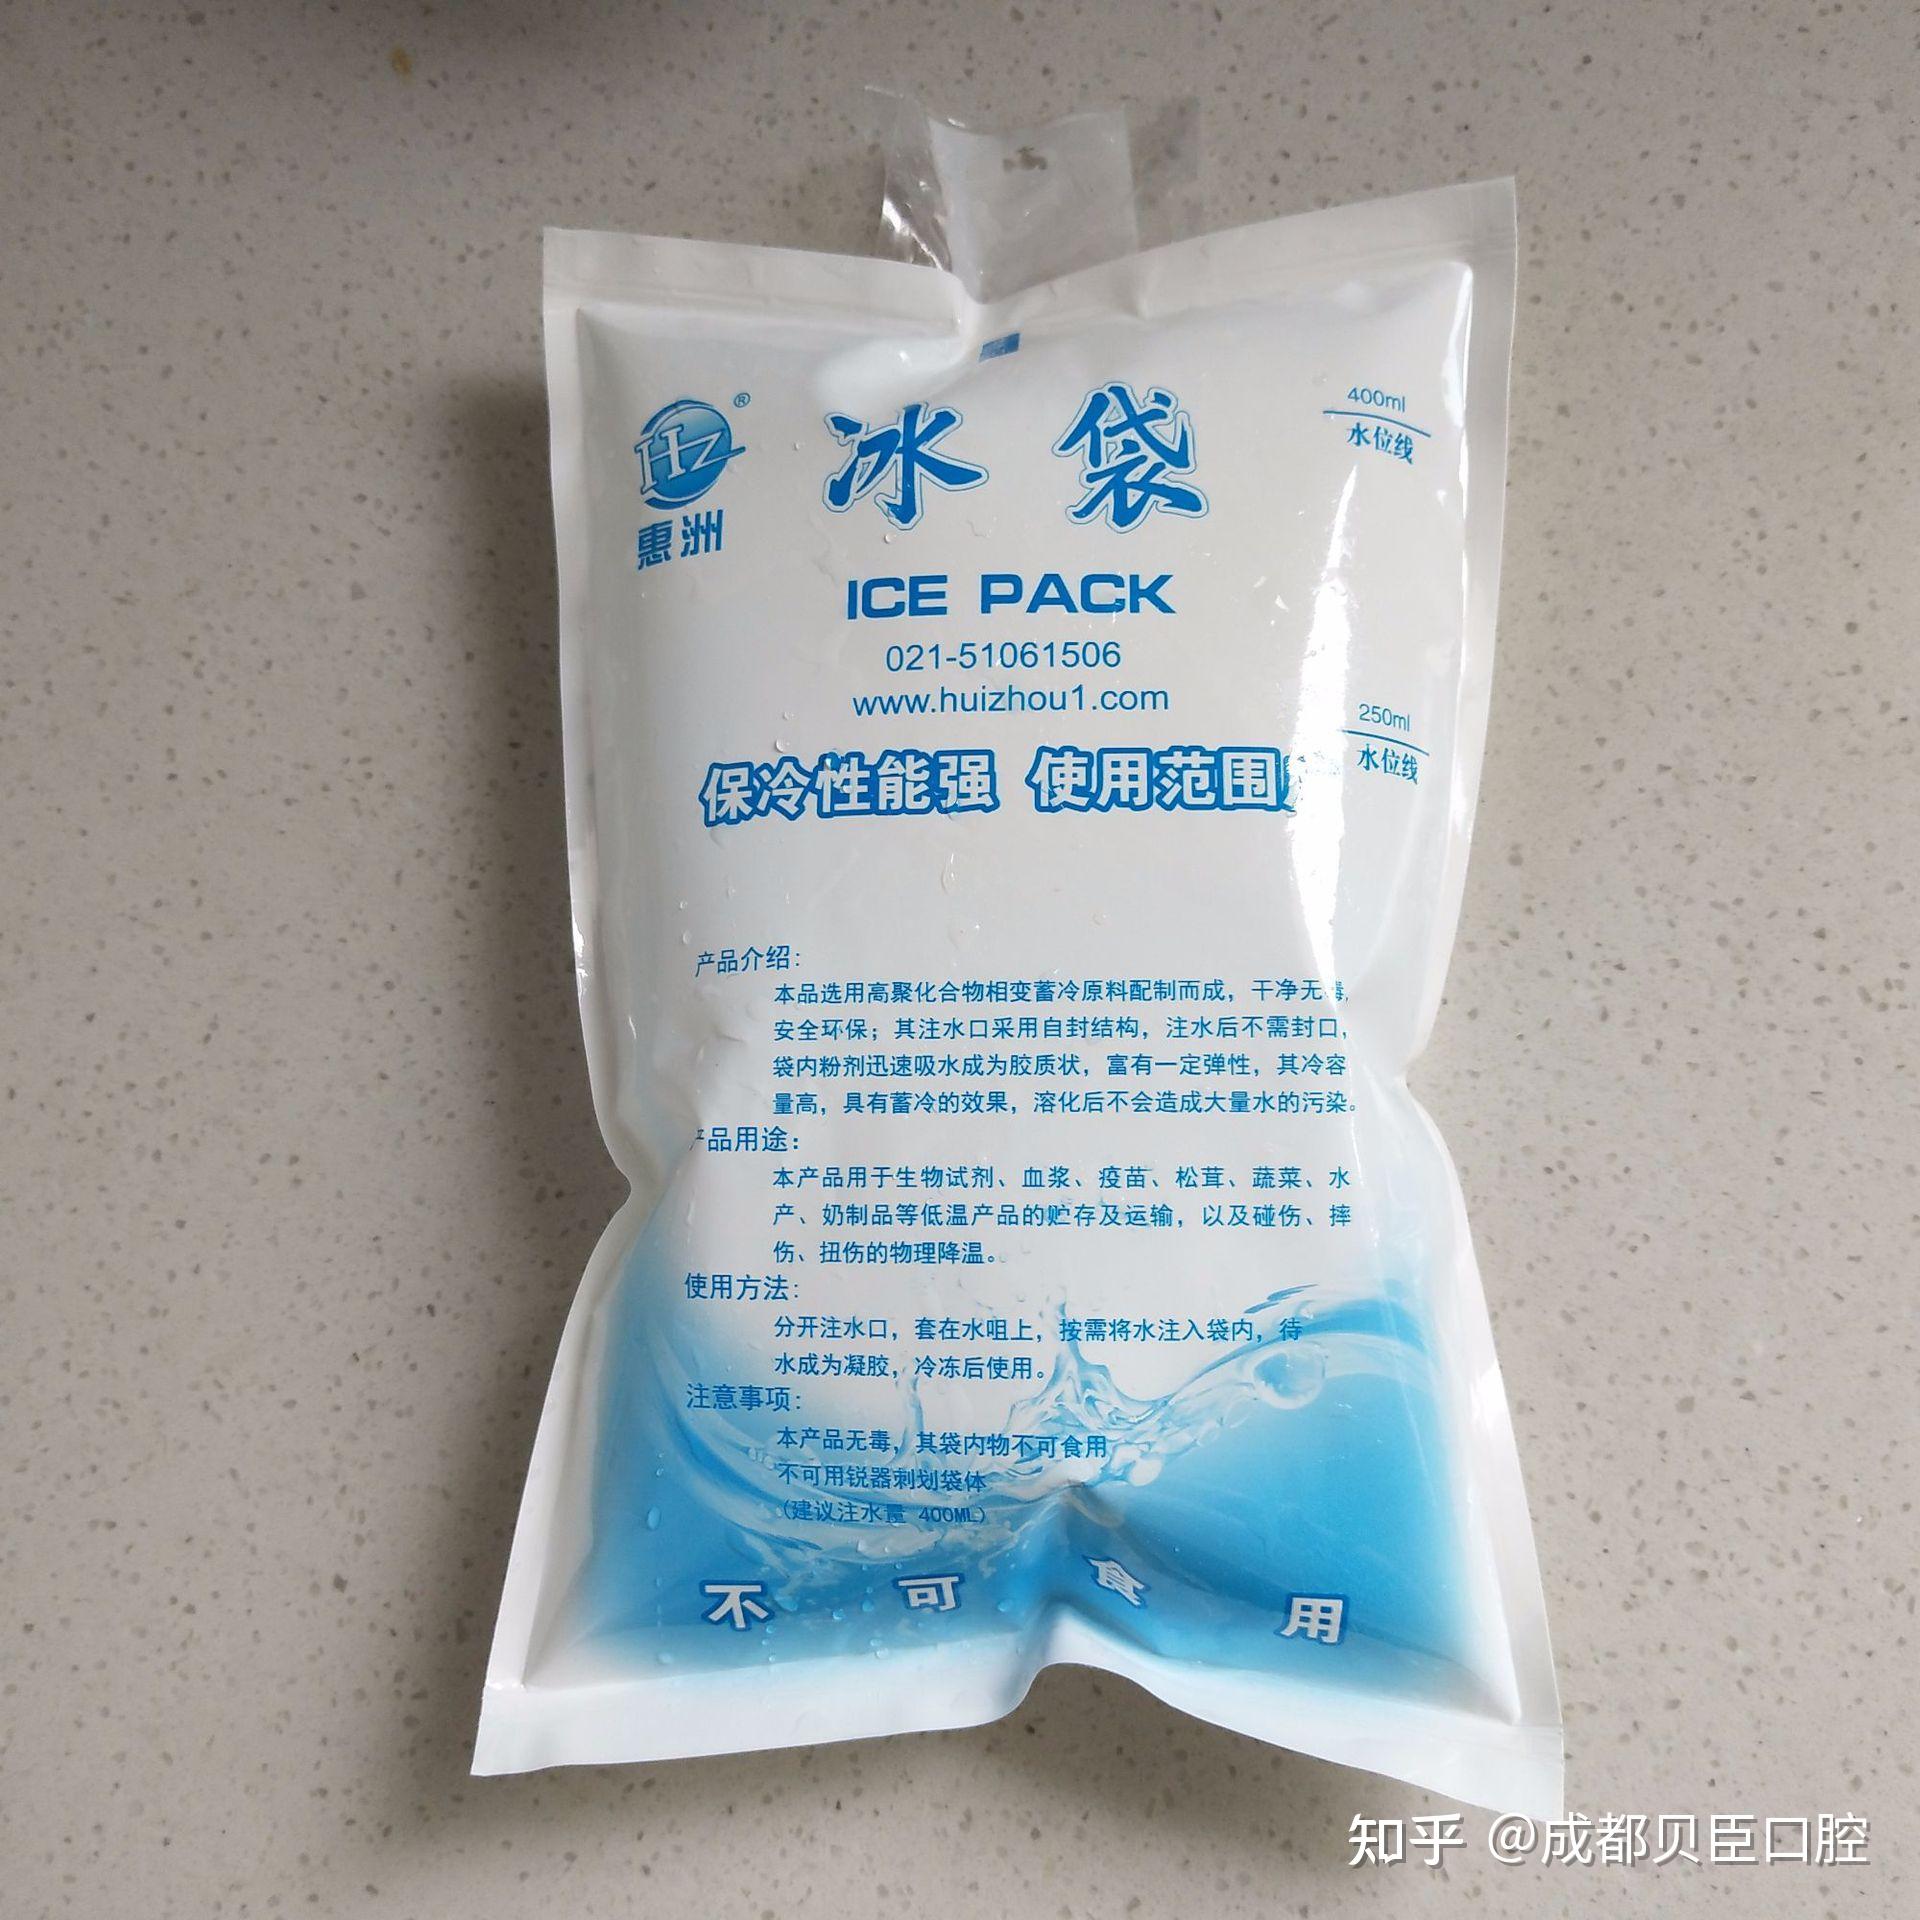 HZ®
惠洲
冰袋
400ml
水位线
ICE PACK
021-51061506
www.huizhou1.com
250ml
水位线
保冷性能强 使用范围
产品介绍：
本品选用高聚化合物相变蓄冷原料配制而成，干净无毒，
安全环保；其注水口采用自封结构，注水后不需封口，
袋内粉剂迅速吸水成为胶质状，富有一定弹性，其冷容
量高，具有蓄冷的效果，溶化后不会造成大量水的污染。
产品用途：
本产品用于生物试剂、血浆、疫苗、松茸、蔬菜、水
产、奶制品等低温产品的贮存及运输，以及碰伤、摔
伤、扭伤的物理降温。
使用方法：
分开注水口，套在水咀上，按需将水注入袋内，待
水成为凝胶，冷冻后使用。
注意事项：
本产品无毒，其袋内物不可食用
不可用锐器刺划袋体
（建议注水量 400ML）
不可食用
知乎 @成都贝臣口腔